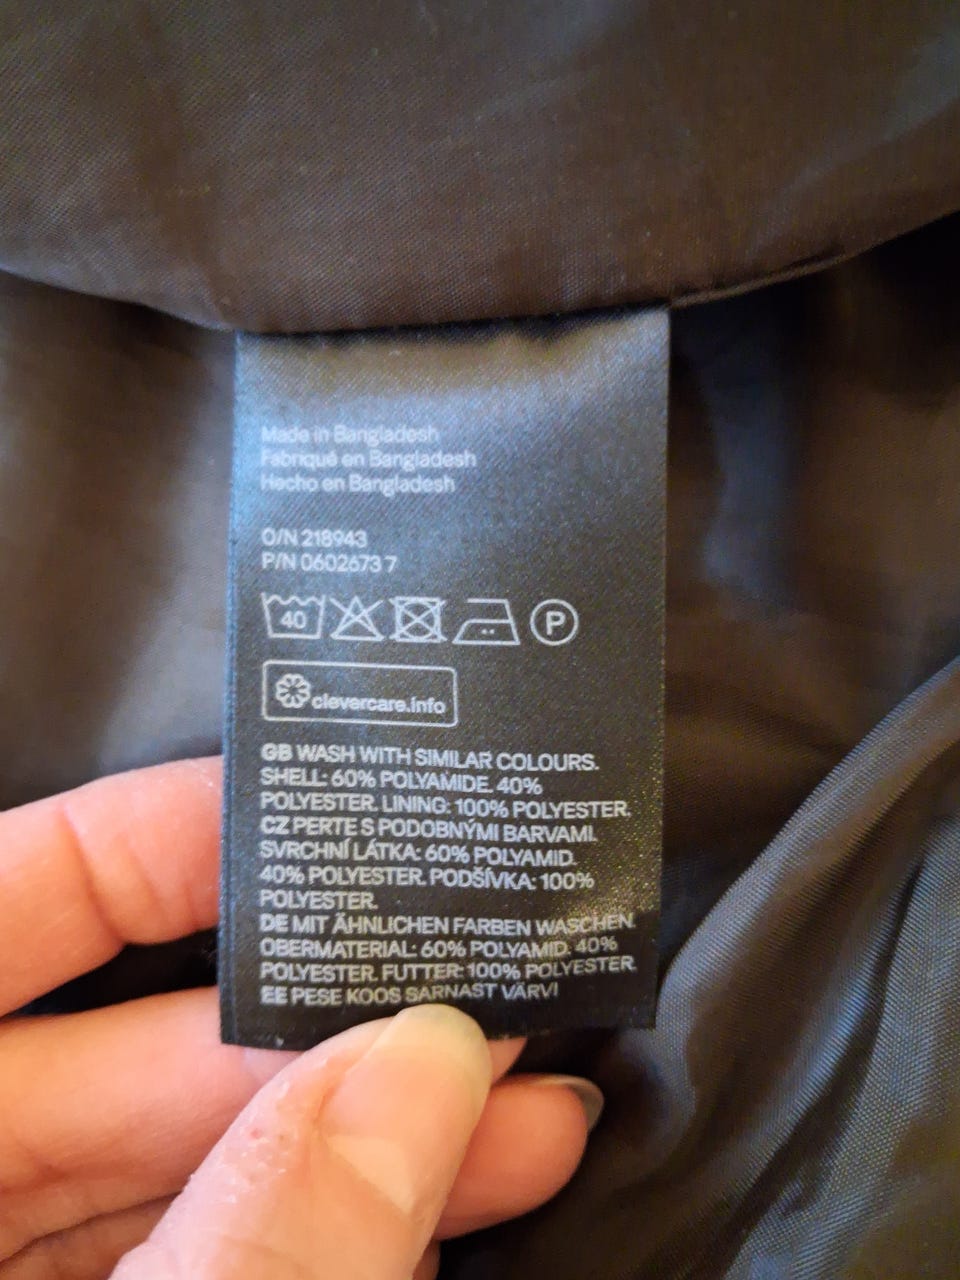 Made in Bangladesh
Fabriqué en Bangladesh
Hecho en Bangladesh
O/N 218943
P/N 0602673 7
40 P
clevercare.info
GB WASH WITH SIMILAR COLOURS.
SHELL: 60% POLYAMIDE. 40%
POLYESTER. LINING: 100% POLYESTER.
CZ PERTE S PODOBNÝMI BARVAMI.
SVRCHNÍ LÁTKA: 60% POLYAMID.
40% POLYESTER. PODŠÍVKA: 100%
POLYESTER.
DE MIT ÄHNLICHEN FARBEN WASCHEN.
OBERMATERIAL: 60% POLYAMID. 40%
POLYESTER. FUTTER: 100% POLYESTER.
EE PESE KOOS SARNAST VÄRVI